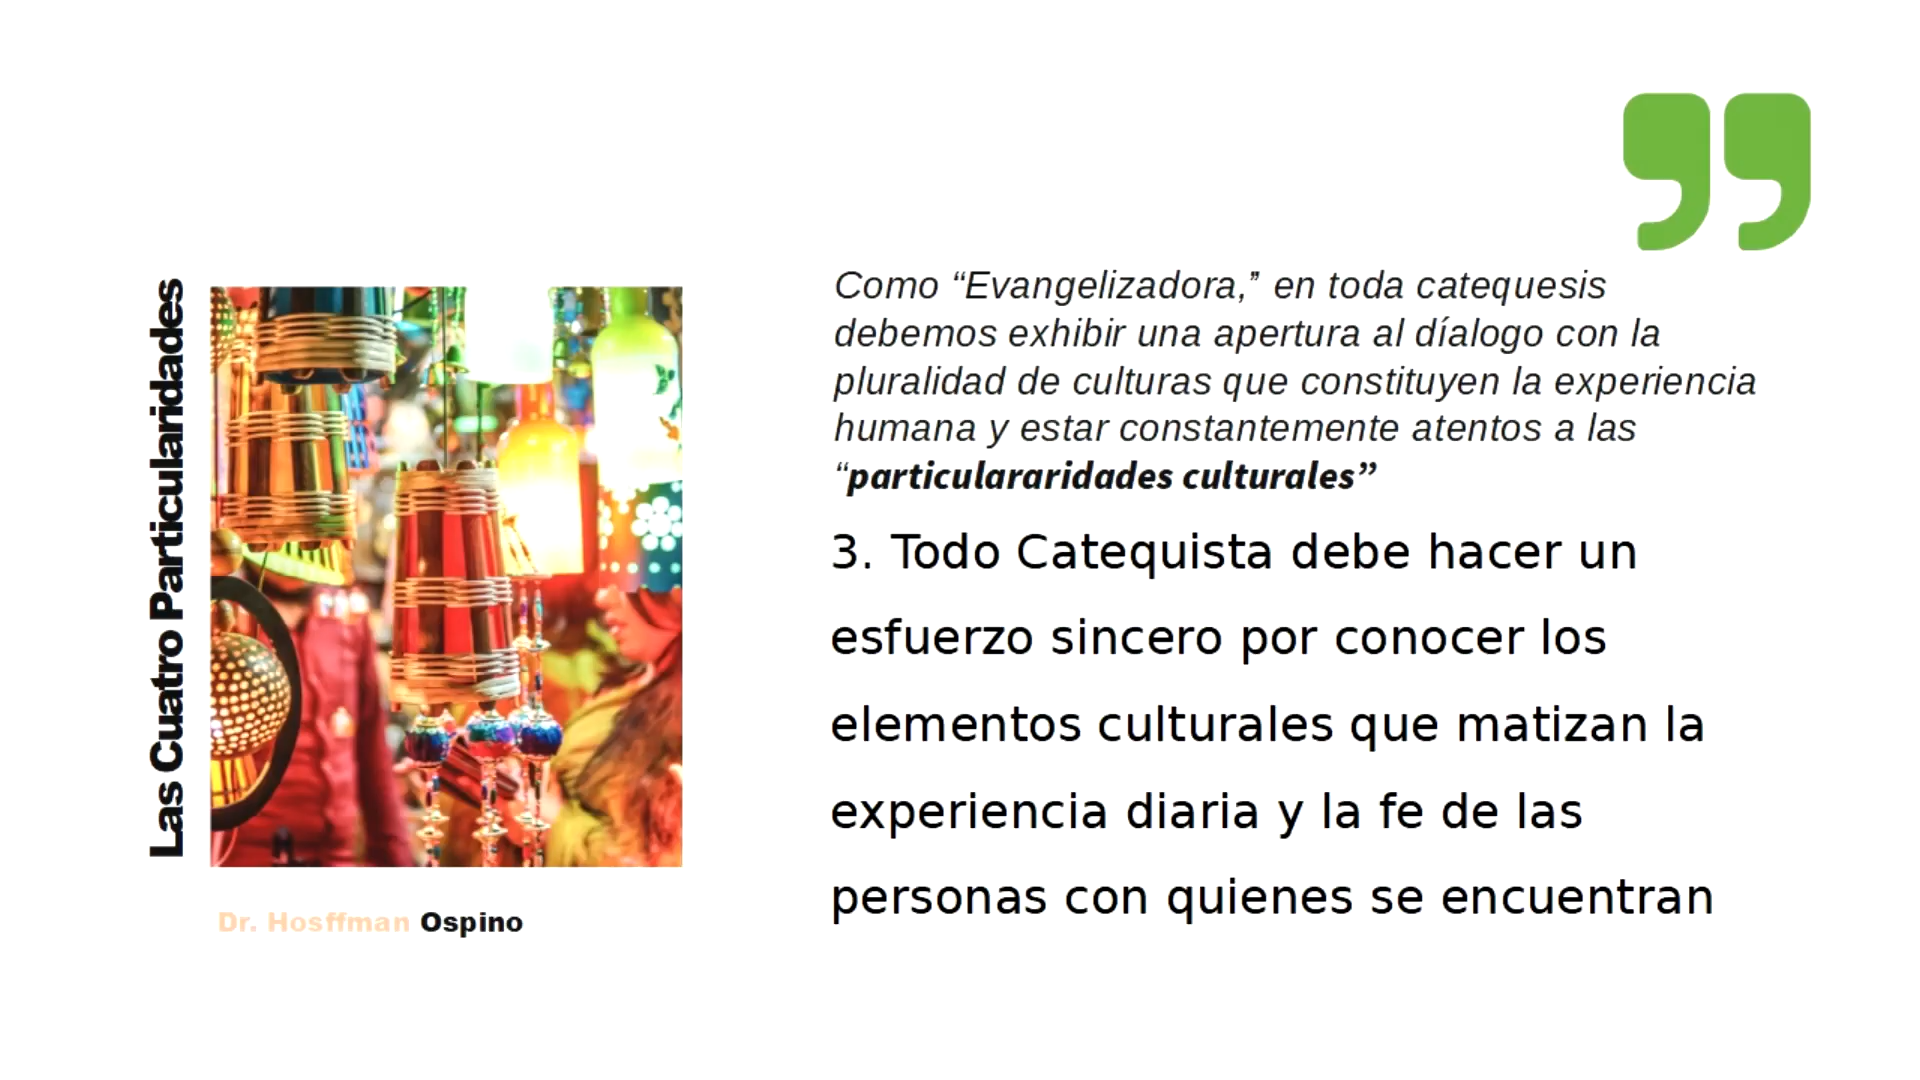 Las Cuatro Particularidades
Dr. Hosffman Ospino
Como “Evangelizadora,” en toda catequesis
debemos exhibir una apertura al díalogo con la
pluralidad de culturas que constituyen la experiencia
humana y estar constantemente atentos a las
“particulararidades culturales”
3. Todo Catequista debe hacer un
esfuerzo sincero por conocer los
elementos culturales que matizan la
experiencia diaria y la fe de las
personas con quienes se encuentran